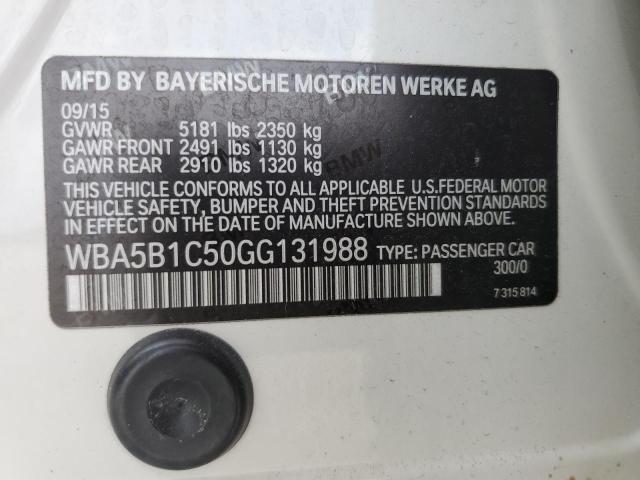 MFD BY BAYERISCHE MOTOREN WERKE AG
09/15
GVWR 5181 lbs 2350 kg
GAWR FRONT 2491 lbs 1130 kg
GAWR REAR 2910 lbs 1320 kg
THIS VEHICLE CONFORMS TO ALL APPLICABLE U.S.FEDERAL MOTOR
VEHICLE SAFETY, BUMPER AND THEFT PREVENTION STANDARDS
IN EFFECT ON THE DATE OF MANUFACTURE SHOWN ABOVE.
WBA5B1C50GG131988 TYPE: PASSENGER CAR
300/0
7 315 814
BMW